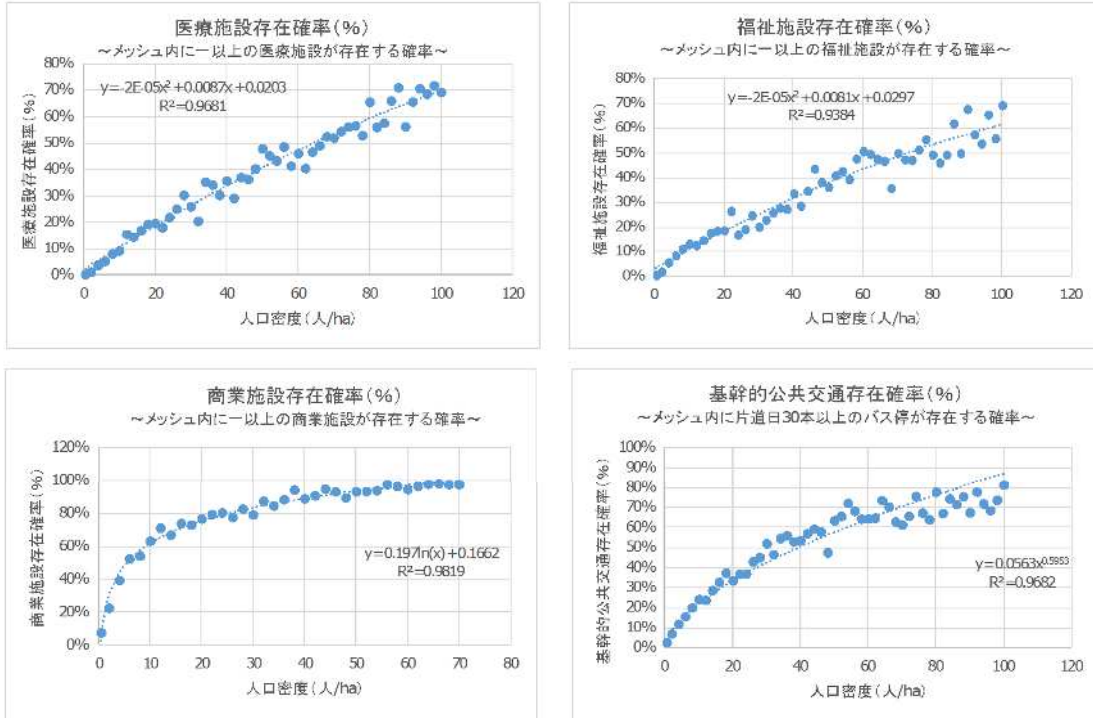 医療施設存在確率(%)
～メッシュ内に一以上の医療施設が存在する確率～
y=-2E-05x²+0.0087x+0.0203
R²=0.9681
医療施設存在確率(%)
80%
70%
60%
50%
40%
30%
20%
10%
0%
0 20 40 60 80 100 120
人口密度(人/ha)
福祉施設存在確率(%)
～メッシュ内に一以上の福祉施設が存在する確率～
y=-2E-05x²+0.0081x+0.0297
R²=0.9384
福祉施設存在確率(%)
80%
70%
60%
50%
40%
30%
20%
10%
0%
0 20 40 60 80 100 120
人口密度(人/ha)
商業施設存在確率(%)
～メッシュ内に一以上の商業施設が存在する確率～
商業施設存在確率(%)
120%
100%
80%
60%
40%
20%
0%
y=0.197ln(x)+0.1662
R²=0.9819
0 10 20 30 40 50 60 70 80
人口密度(人/ha)
基幹的公共交通存在確率(%)
～メッシュ内に片道日30本以上のバス停が存在する確率～
基幹的公共交通存在確率(%)
100%
90%
80%
70%
60%
50%
40%
30%
20%
10%
0%
y=0.0563x^0.5953
R²=0.9682
0 20 40 60 80 100 120
人口密度(人/ha)